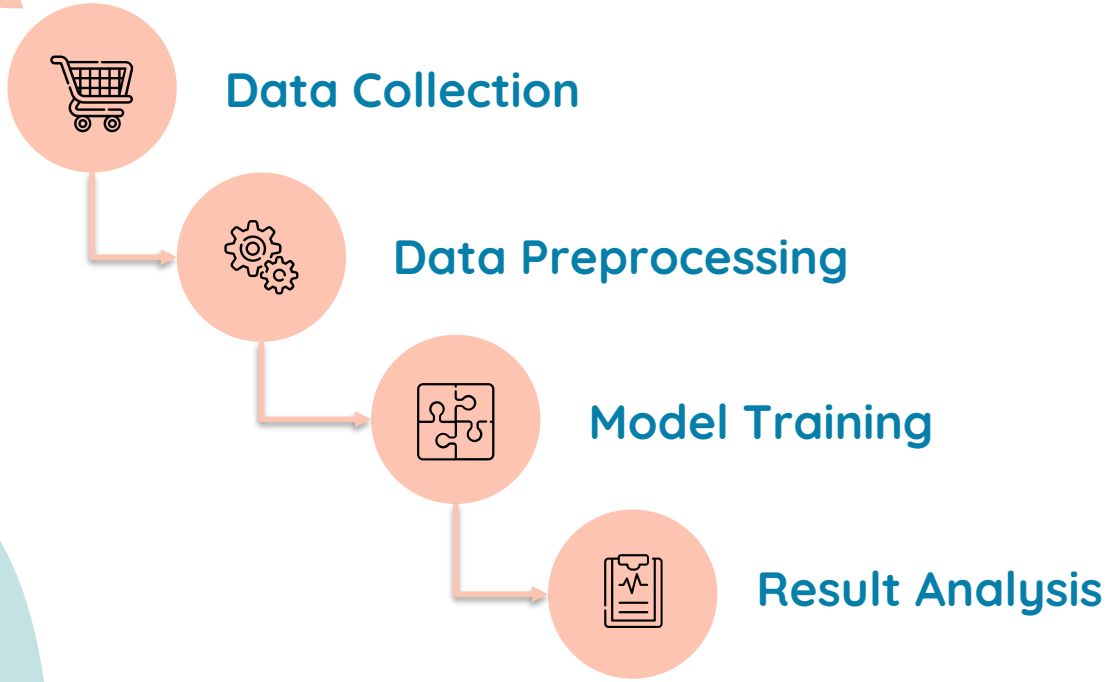 Data Collection
Data Preprocessing
Model Training
Result Analysis